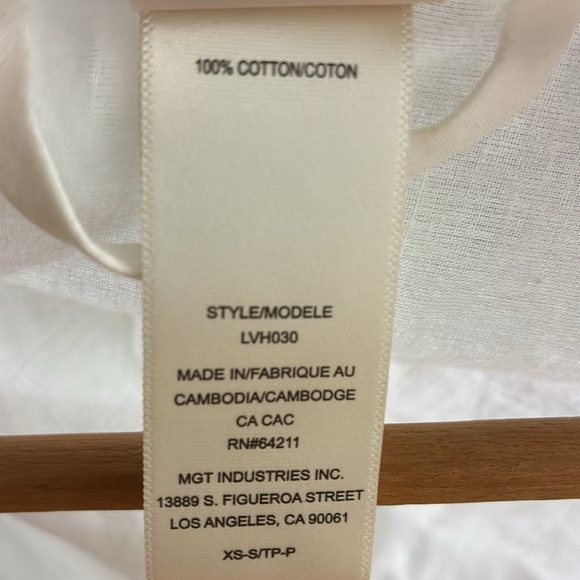 100% COTTON/COTON
STYLE/MODELE
LVH030
MADE IN/FABRIQUE AU
CAMBODIA/CAMBODGE
CA CAC
RN#64211
MGT INDUSTRIES INC.
13889 S. FIGUEROA STREET
LOS ANGELES, CA 90061
XS-S/TP-P